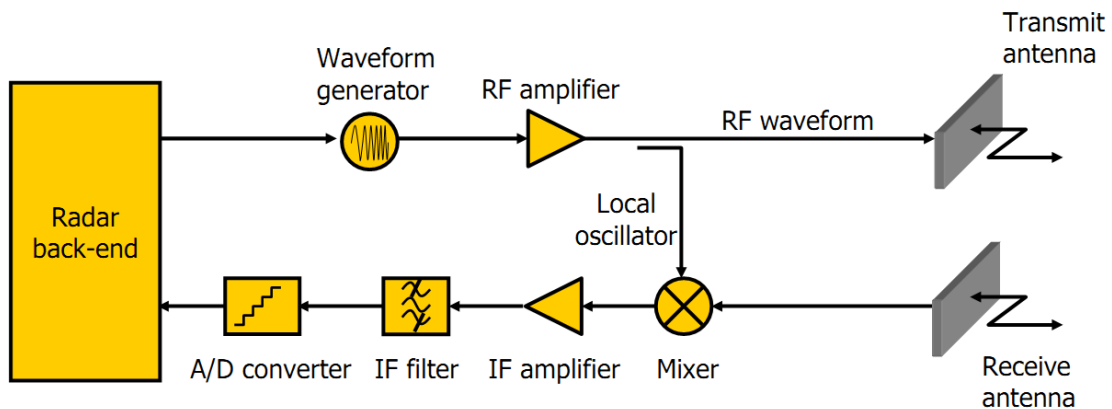 Transmit
antenna
Waveform
generator
RF amplifier
RF waveform
Radar
back-end
Local
oscillator
A/D converter
IF filter
IF amplifier
Mixer
Receive
antenna